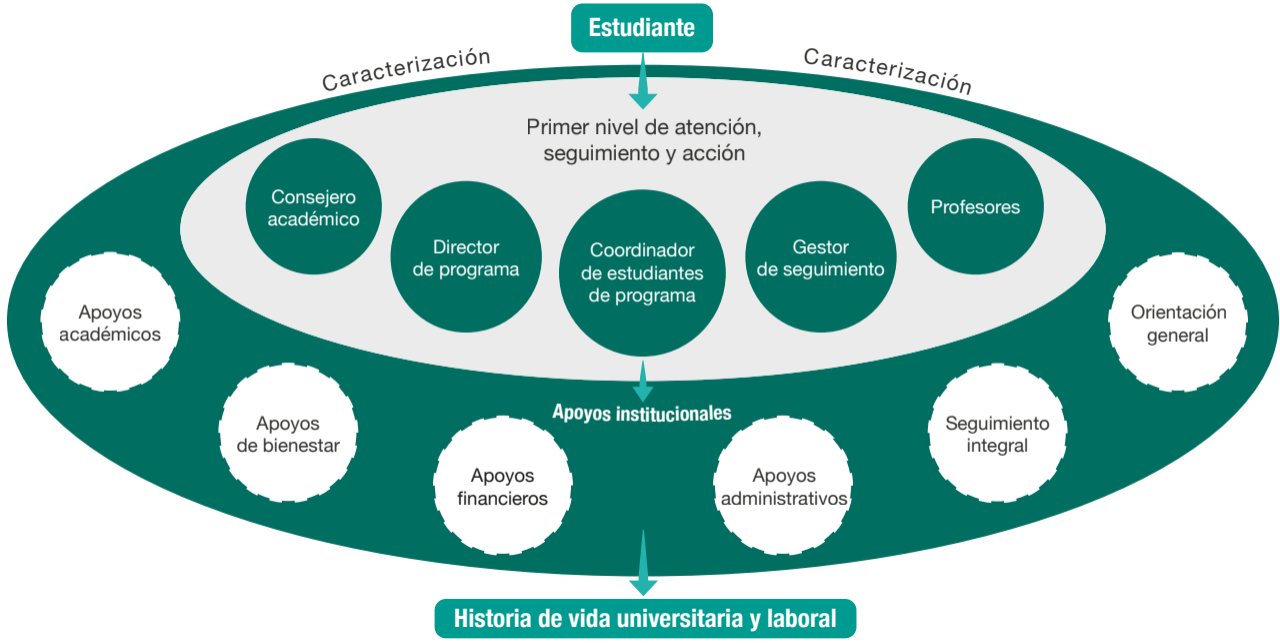 Estudiante
Caracterización
Caracterización
Primer nivel de atención,
seguimiento y acción
Consejero
académico
Director
de programa
Coordinador
de estudiantes
de programa
Gestor
de seguimiento
Profesores
Apoyos institucionales
Apoyos
académicos
Apoyos
de bienestar
Apoyos
financieros
Apoyos
administrativos
Seguimiento
integral
Orientación
general
Historia de vida universitaria y laboral